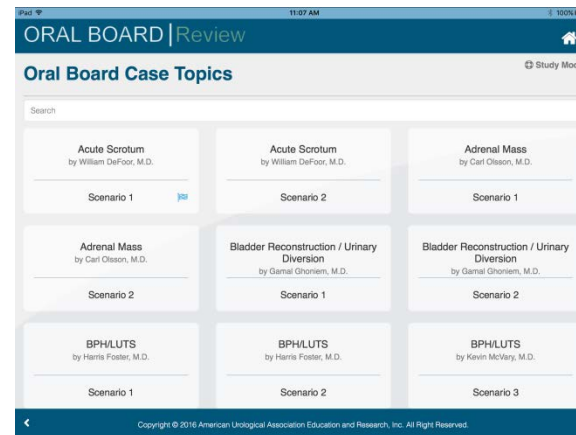 iPad 11:07 AM 100%
ORAL BOARD | Review
Oral Board Case Topics
Study Mod
Search
Acute Scrotum
by William DeFoor, M.D.
Scenario 1
Acute Scrotum
by William DeFoor, M.D.
Scenario 2
Adrenal Mass
by Carl Olsson, M.D.
Scenario 1
Adrenal Mass
by Carl Olsson, M.D.
Scenario 2
Bladder Reconstruction / Urinary
Diversion
by Gamal Ghoniem, M.D.
Scenario 1
Bladder Reconstruction / Urinary
Diversion
by Gamal Ghoniem, M.D.
Scenario 2
BPH/LUTS
by Harris Foster, M.D.
Scenario 1
BPH/LUTS
by Harris Foster, M.D.
Scenario 2
BPH/LUTS
by Kevin McVary, M.D.
Scenario 3
Copyright © 2016 American Urological Association Education and Research, Inc. All Right Reserved.